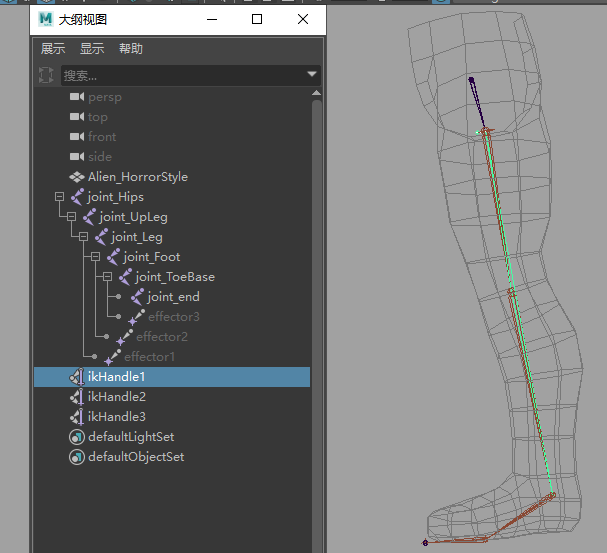 大纲视图
展示 显示 帮助
搜索...
persp
top
front
side
Alien_HorrorStyle
joint_Hips
joint_UpLeg
joint_Leg
joint_Foot
joint_ToeBase
joint_end
effector3
effector2
effector1
ikHandle1
ikHandle2
ikHandle3
defaultLightSet
defaultObjectSet